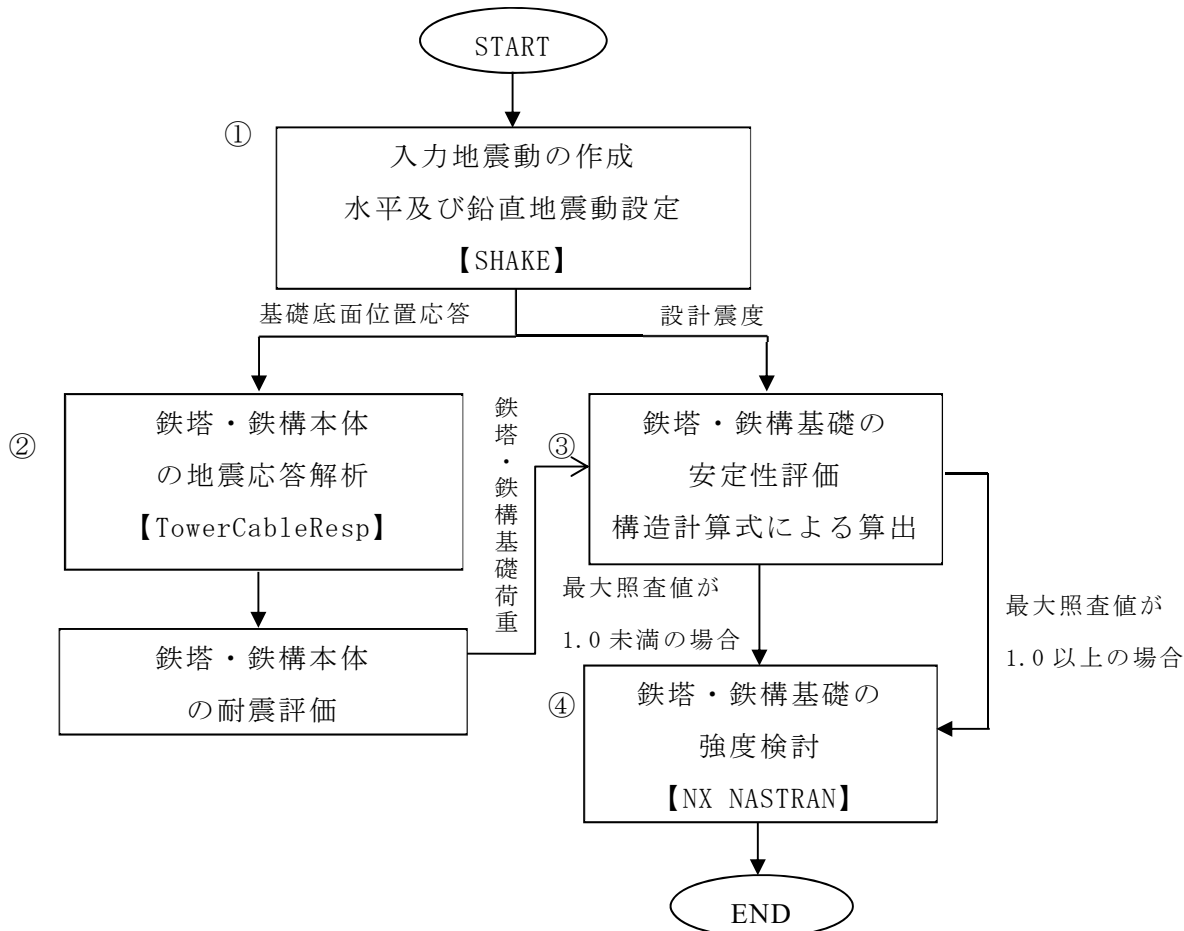 START
①
入力地震動の作成
水平及び鉛直地震動設定
【SHAKE】
基礎底面位置応答
設計震度
②
鉄塔・鉄構本体
の地震応答解析
【TowerCableResp】
鉄塔・鉄構基礎荷重
③
鉄塔・鉄構基礎の
安定性評価
構造計算式による算出
鉄塔・鉄構本体
の耐震評価
最大照査値が
1.0 未満の場合
最大照査値が
1.0 以上の場合
④
鉄塔・鉄構基礎の
強度検討
【NX NASTRAN】
END